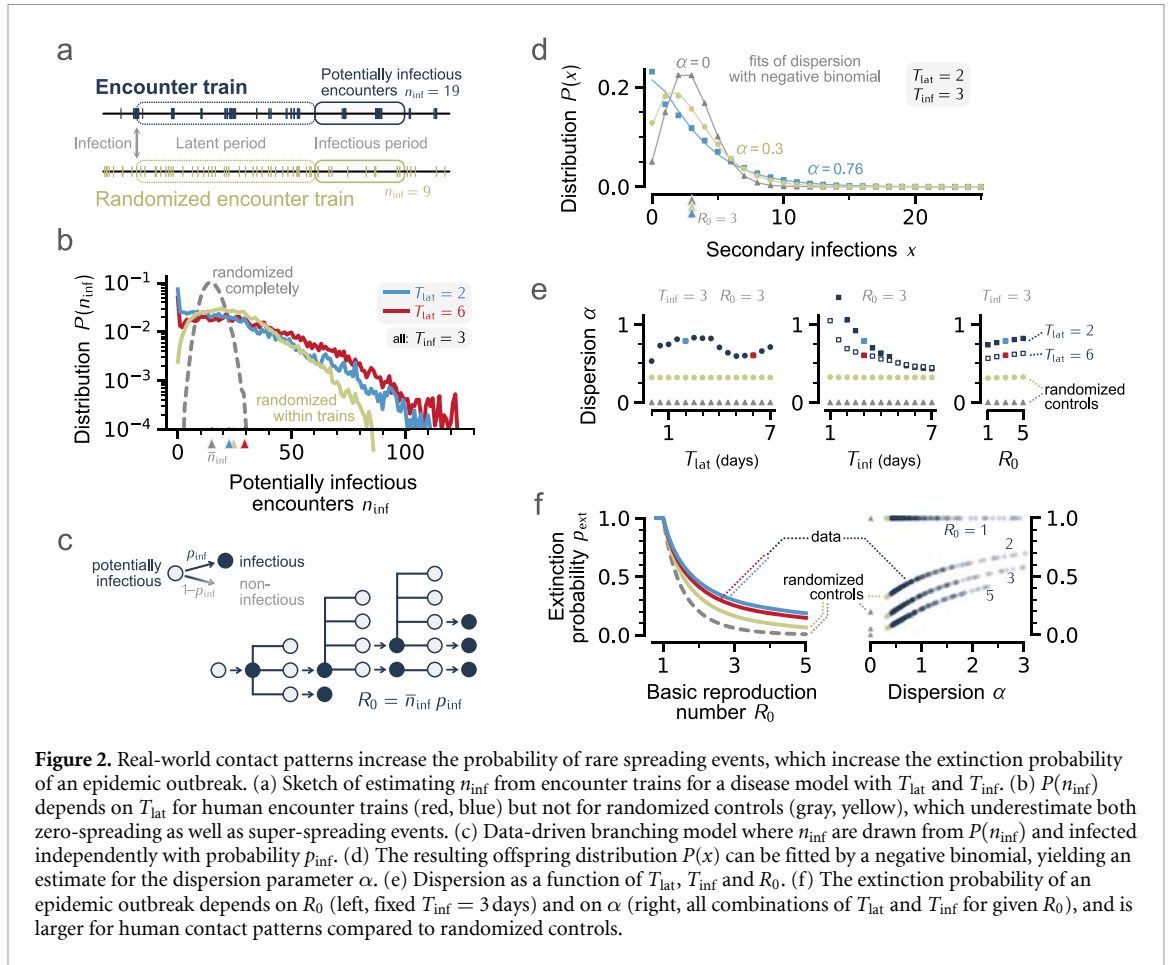 a
Encounter train
Potentially infectious
encounters n_inf = 19
Infection
Latent period
Infectious period
Randomized encounter train
n_inf = 9
b
Distribution P(n_inf)
10⁻¹
10⁻²
10⁻³
10⁻⁴
randomized
completely
T_lat = 2
T_lat = 6
all: T_inf = 3
randomized
within trains
n̄_inf
0
50
100
Potentially infectious
encounters n_inf
c
potentially
infectious
p_inf
infectious
1−p_inf
non-
infectious
R₀ = n̄_inf p_inf
d
Distribution P(x)
0.2
0.0
α = 0
fits of dispersion
with negative binomial
T_lat = 2
T_inf = 3
α = 0.3
α = 0.76
R₀ = 3
0
10
20
Secondary infections x
e
Dispersion α
T_inf = 3 R₀ = 3
1
0
1
7
T_lat (days)
R₀ = 3
1
0
1
7
T_inf (days)
T_inf = 3
1
0
1
5
R₀
T_lat = 2
T_lat = 6
randomized
controls
f
Extinction
probability p_ext
1.0
0.5
0.0
1
3
5
Basic reproduction
number R₀
data
randomized
controls
R₀ = 1
2
3
5
1.0
0.5
0.0
0
1
2
3
Dispersion α
Figure 2. Real-world contact patterns increase the probability of rare spreading events, which increase the extinction probability
of an epidemic outbreak. (a) Sketch of estimating n_inf from encounter trains for a disease model with T_lat and T_inf. (b) P(n_inf)
depends on T_lat for human encounter trains (red, blue) but not for randomized controls (gray, yellow), which underestimate both
zero-spreading as well as super-spreading events. (c) Data-driven branching model where n_inf are drawn from P(n_inf) and infected
independently with probability p_inf. (d) The resulting offspring distribution P(x) can be fitted by a negative binomial, yielding an
estimate for the dispersion parameter α. (e) Dispersion as a function of T_lat, T_inf and R₀. (f) The extinction probability of an
epidemic outbreak depends on R₀ (left, fixed T_inf = 3 days) and on α (right, all combinations of T_lat and T_inf for given R₀), and is
larger for human contact patterns compared to randomized controls.